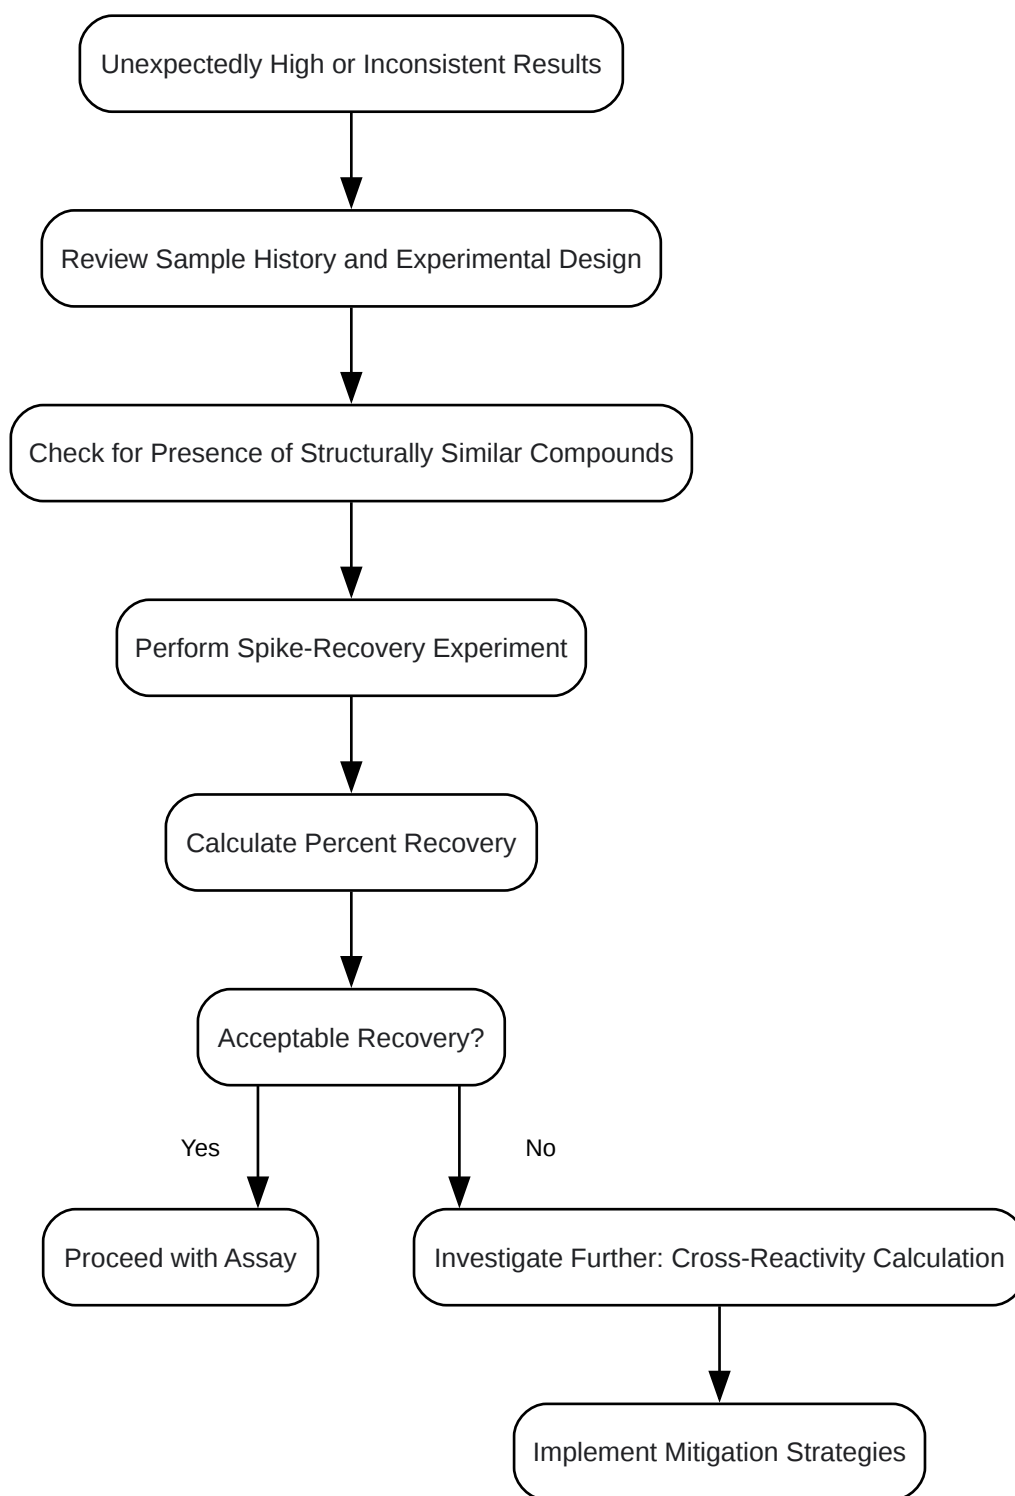 Unexpectedly High or Inconsistent Results
Review Sample History and Experimental Design
Check for Presence of Structurally Similar Compounds
Perform Spike-Recovery Experiment
Calculate Percent Recovery
Acceptable Recovery?
Yes
No
Proceed with Assay
Investigate Further: Cross-Reactivity Calculation
Implement Mitigation Strategies